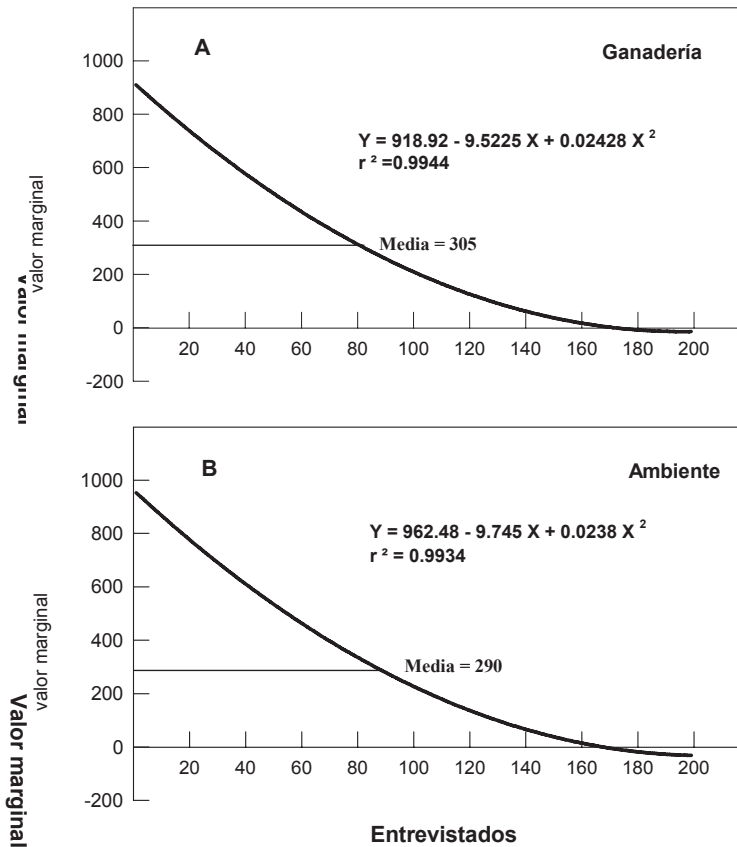 A
Ganadería
1000
800
600
400
200
0
-200
Y = 918.92 - 9.5225 X + 0.02428 X ²
r ² =0.9944
Media = 305
20 40 60 80 100 120 140 160 180 200
valor marginal
Valor marginal
B
Ambiente
1000
800
600
400
200
0
-200
Y = 962.48 - 9.745 X + 0.0238 X ²
r ² = 0.9934
Media = 290
20 40 60 80 100 120 140 160 180 200
valor marginal
Valor marginal
Entrevistados